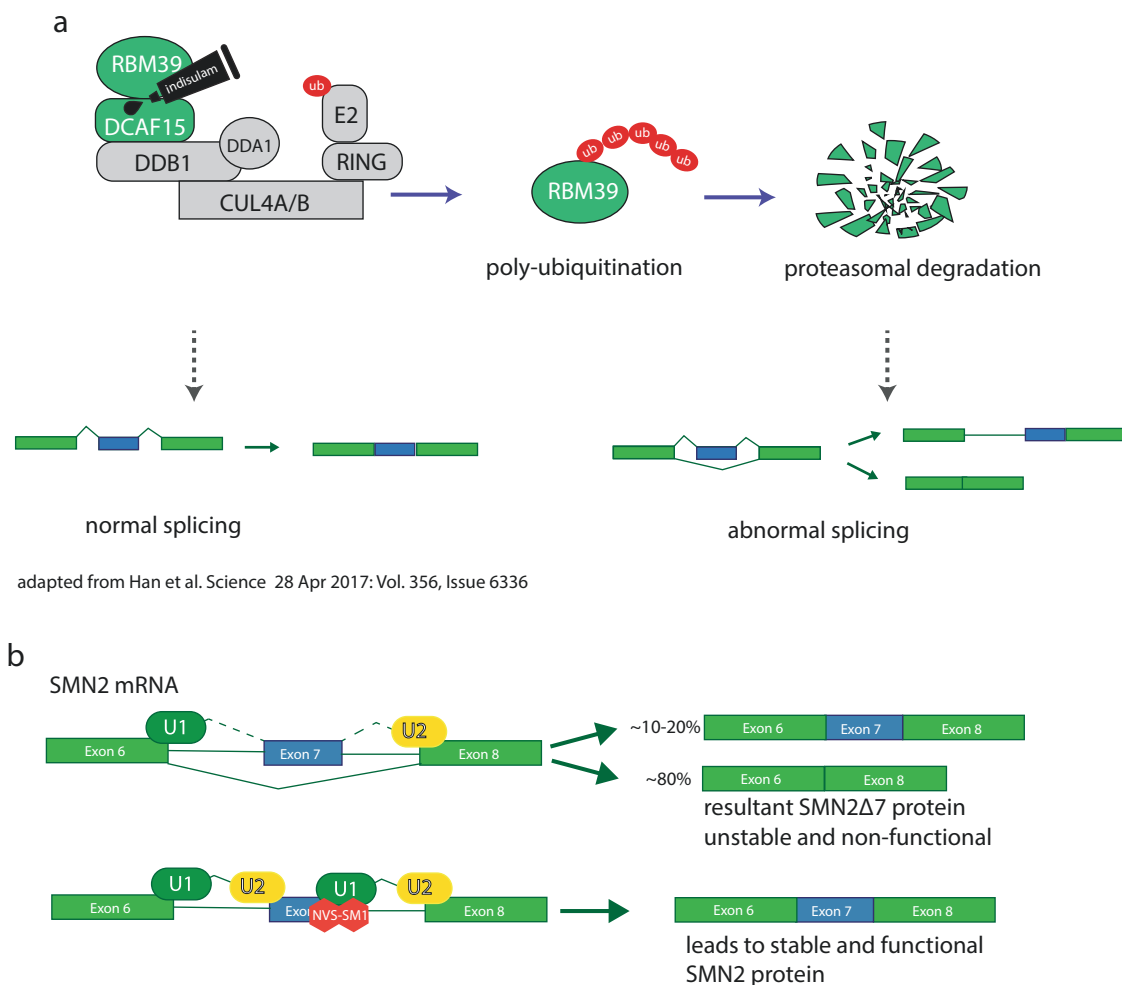 a
RBM39
indisulam
DCAF15
DDB1
DDA1
CUL4A/B
ub
E2
RING
RBM39
ub
ub
ub
ub
ub
poly-ubiquitination
proteasomal degradation
normal splicing
abnormal splicing
adapted from Han et al. Science 28 Apr 2017: Vol. 356, Issue 6336
b
SMN2 mRNA
U1
U2
Exon 6
Exon 7
Exon 8
~10-20%
Exon 6
Exon 7
Exon 8
~80%
Exon 6
Exon 8
resultant SMN2Δ7 protein
unstable and non-functional
U1
U2
U1
U2
Exon 6
Exo
NVS-SM1
Exon 8
Exon 6
Exon 7
Exon 8
leads to stable and functional
SMN2 protein